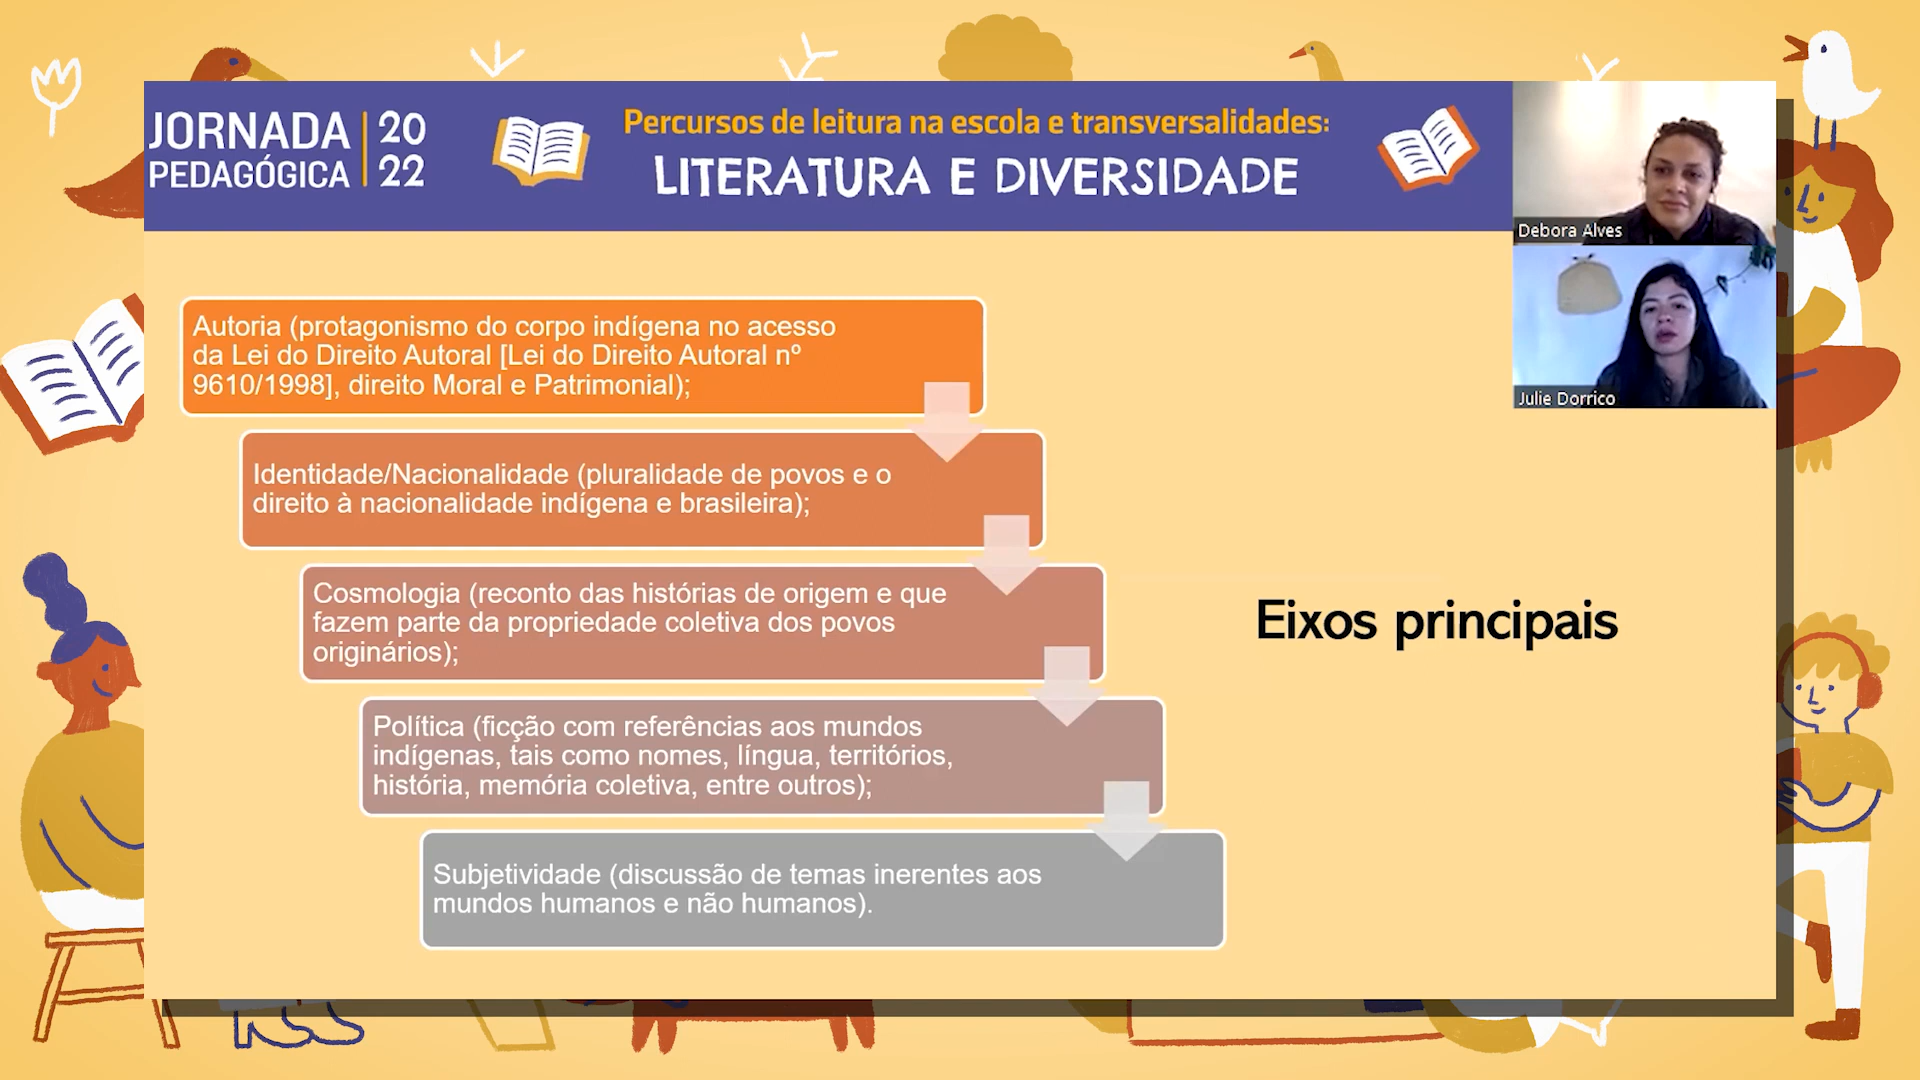 JORNADA
PEDAGÓGICA
20
22
Percursos de leitura na escola e transversalidades:
LITERATURA E DIVERSIDADE
Debora Alves
Julie Dorrico
Autoria (protagonismo do corpo indígena no acesso
da Lei do Direito Autoral [Lei do Direito Autoral nº
9610/1998], direito Moral e Patrimonial);
Identidade/Nacionalidade (pluralidade de povos e o
direito à nacionalidade indígena e brasileira);
Cosmologia (reconto das histórias de origem e que
fazem parte da propriedade coletiva dos povos
originários);
Política (ficção com referências aos mundos
indígenas, tais como nomes, língua, territórios,
história, memória coletiva, entre outros);
Subjetividade (discussão de temas inerentes aos
mundos humanos e não humanos).
Eixos principais